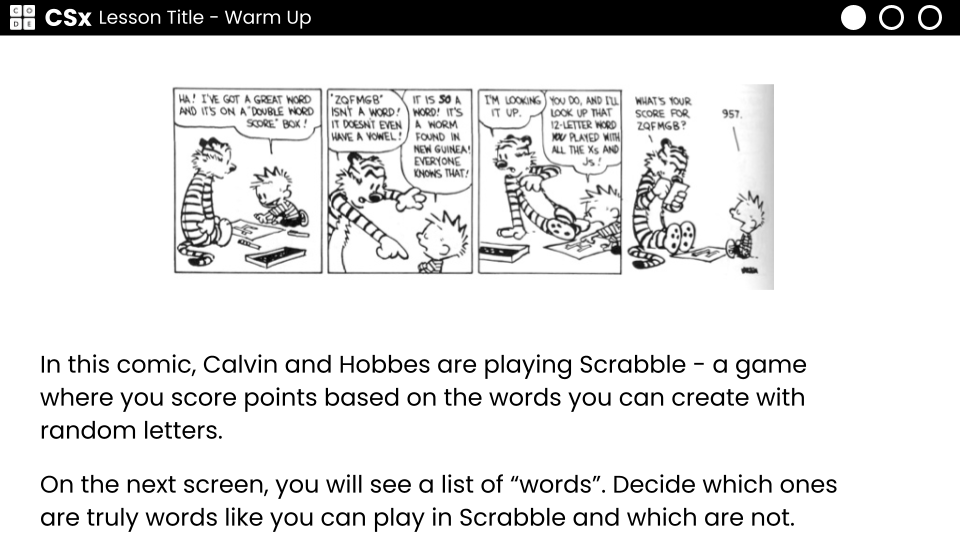 C O
D E
CSx Lesson Title - Warm Up
HA! I'VE GOT A GREAT WORD
AND IT'S ON A "DOUBLE WORD
SCORE" BOX!
"ZQFMGB"
ISN'T A WORD!
IT DOESN'T EVEN
HAVE A VOWEL!
IT IS SO A
WORD! IT'S
A WORM
FOUND IN
NEW GUINEA!
EVERYONE
KNOWS THAT!
I'M LOOKING
IT UP.
YOU DO, AND I'LL
LOOK UP THAT
12-LETTER WORD
YOU PLAYED WITH
ALL THE Xs AND
Js!
WHAT'S YOUR
SCORE FOR
ZQFMGB?
957.
In this comic, Calvin and Hobbes are playing Scrabble - a game
where you score points based on the words you can create with
random letters.
On the next screen, you will see a list of “words”. Decide which ones
are truly words like you can play in Scrabble and which are not.